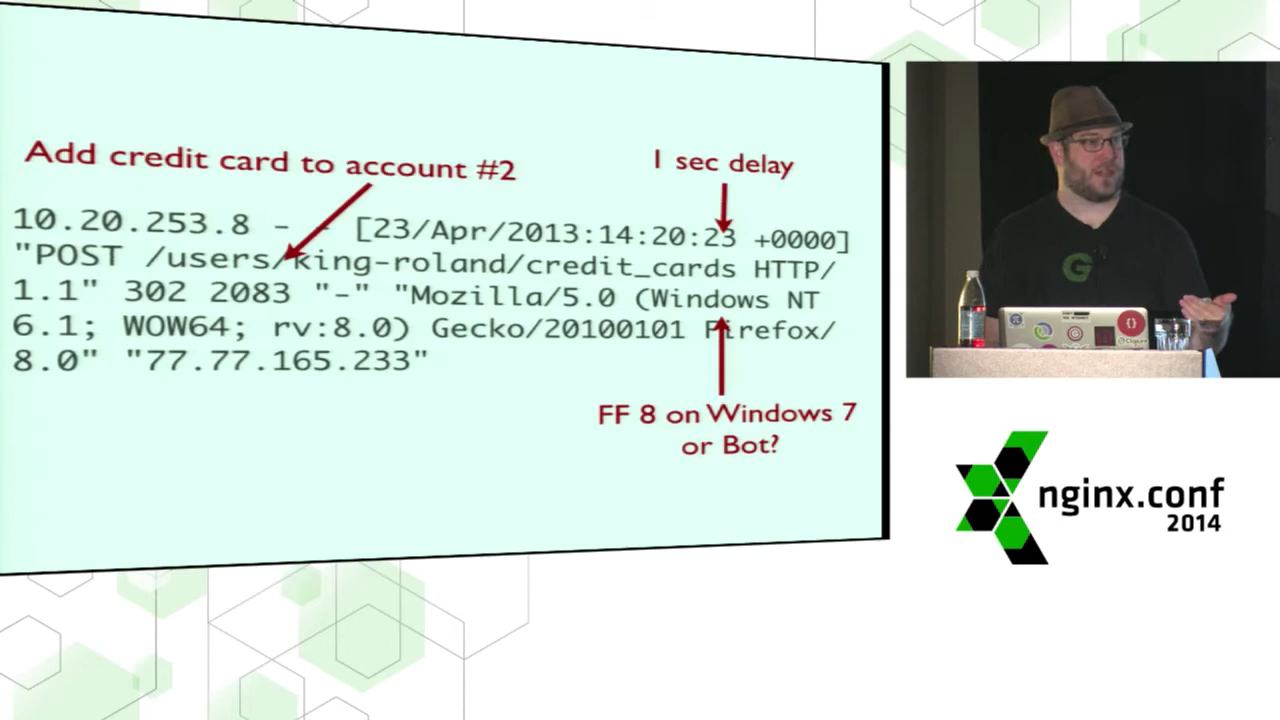 Add credit card to account #2
1 sec delay
10.20.253.8 - - [23/Apr/2013:14:20:23 +0000]
"POST /users/king-roland/credit_cards HTTP/
1.1" 302 2083 "-" "Mozilla/5.0 (Windows NT
6.1; WOW64; rv:8.0) Gecko/20100101 Firefox/
8.0" "77.77.165.233"
FF 8 on Windows 7
or Bot?
G
nginx.conf
2014